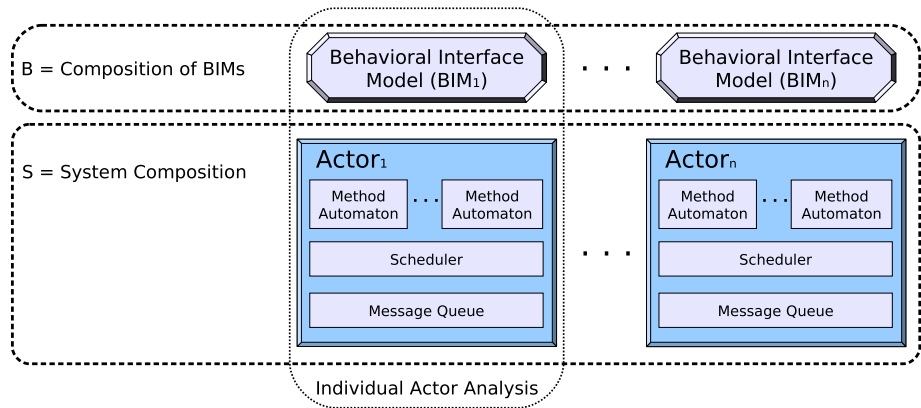 B = Composition of BIMs
Behavioral Interface
Model (BIM₁)
. . .
Behavioral Interface
Model (BIMₙ)
S = System Composition
Actor₁
Method
Automaton
. . .
Method
Automaton
Scheduler
Message Queue
. . .
Actorₙ
Method
Automaton
. . .
Method
Automaton
Scheduler
Message Queue
Individual Actor Analysis